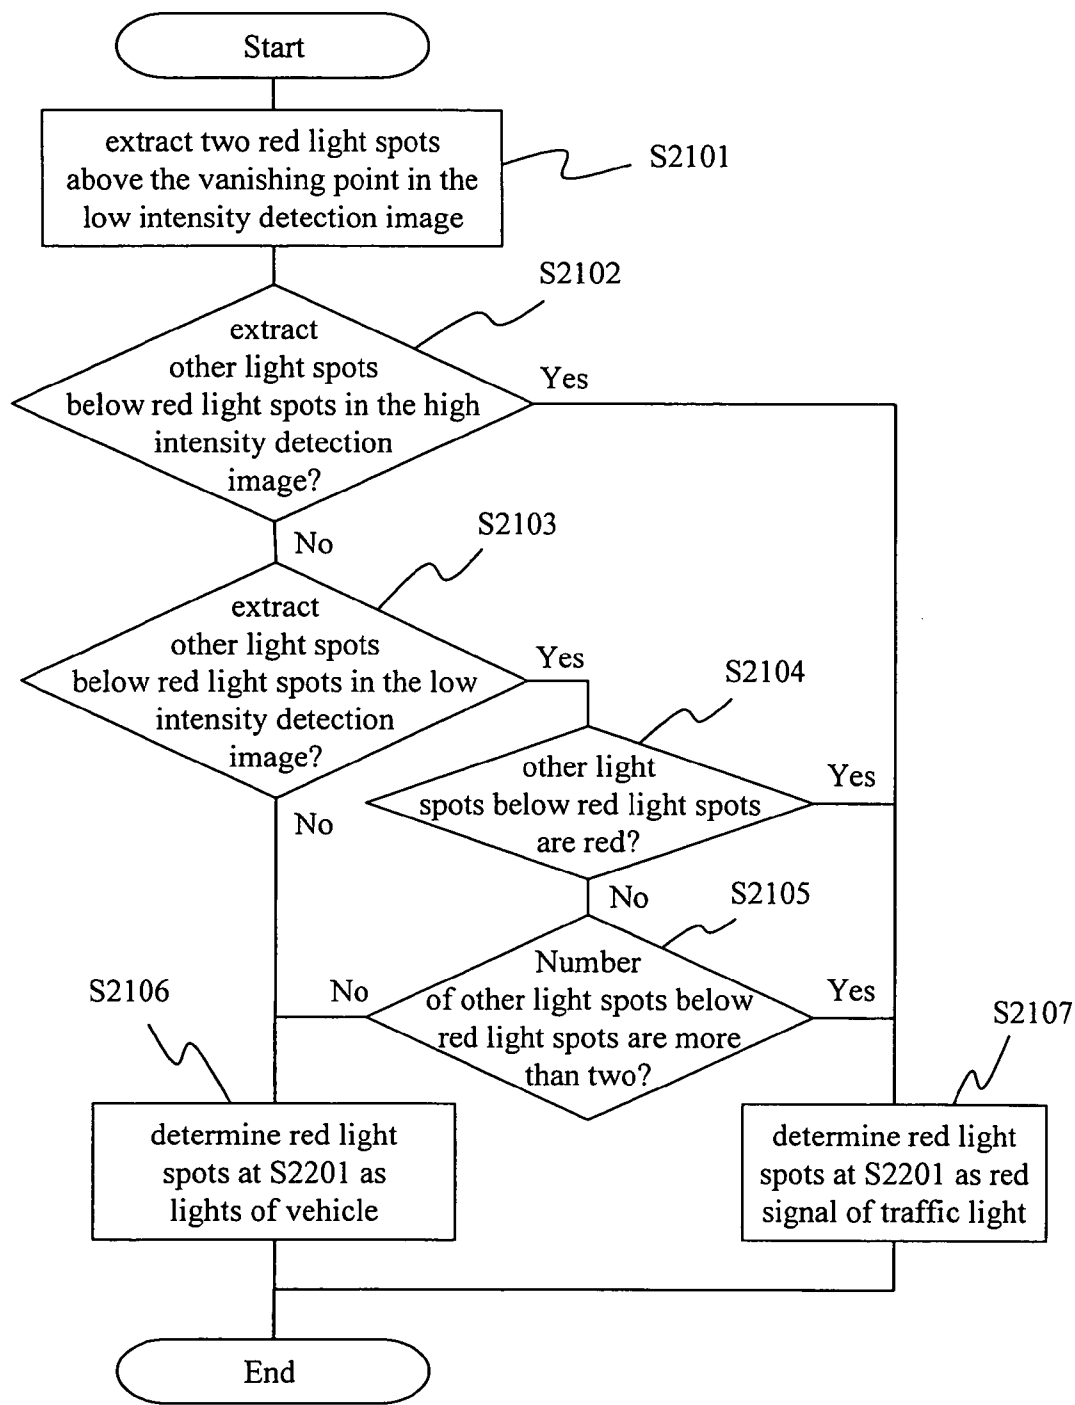 Start
extract two red light spots
above the vanishing point in the
low intensity detection image
S2101
S2102
extract
other light spots
below red light spots in the high
intensity detection
image?
Yes
No
S2103
extract
other light spots
below red light spots in the low
intensity detection
image?
Yes
No
S2104
other light
spots below red light spots
are red?
Yes
No
S2105
Number
of other light spots below
red light spots are more
than two?
No
Yes
S2106
determine red light
spots at S2201 as
lights of vehicle
S2107
determine red light
spots at S2201 as red
signal of traffic light
End